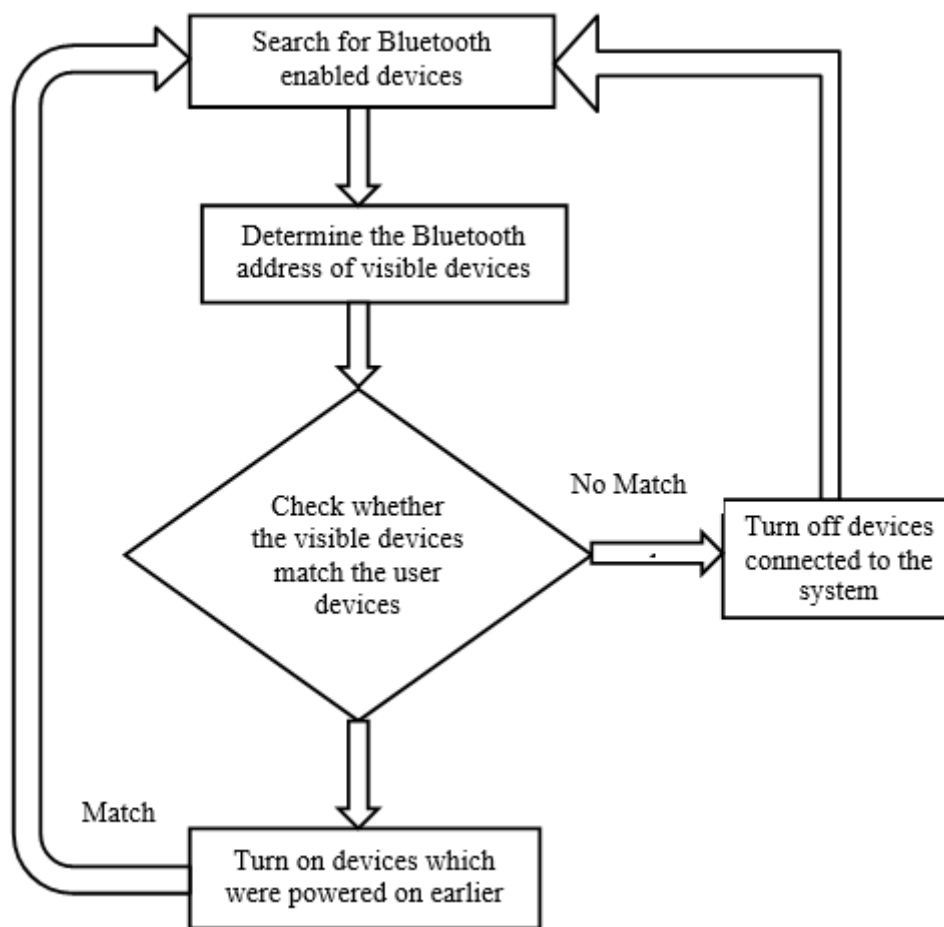 Search for Bluetooth
enabled devices
Determine the Bluetooth
address of visible devices
Check whether
the visible devices
match the user
devices
No Match
Turn off devices
connected to the
system
Match
Turn on devices which
were powered on earlier